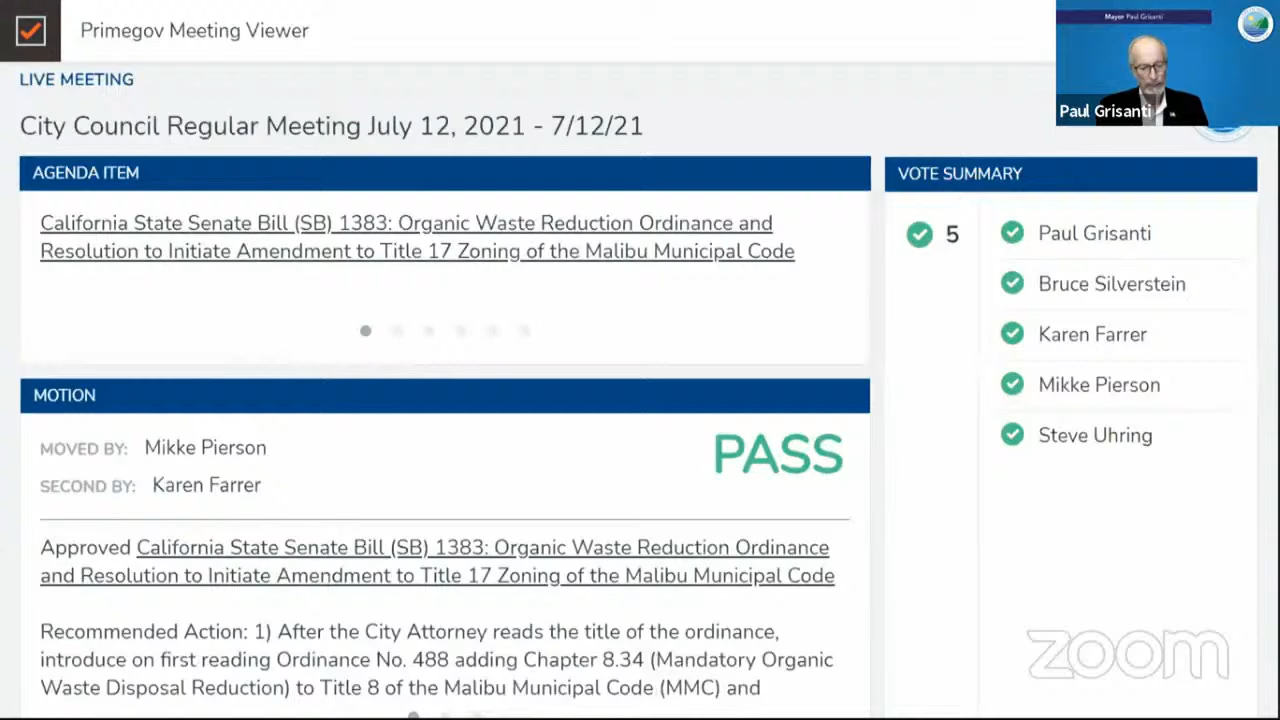 Primegov Meeting Viewer
Mayor Paul Grisanti
LIVE MEETING
Paul Grisanti
City Council Regular Meeting July 12, 2021 - 7/12/21
AGENDA ITEM
California State Senate Bill (SB) 1383: Organic Waste Reduction Ordinance and
Resolution to Initiate Amendment to Title 17 Zoning of the Malibu Municipal Code
VOTE SUMMARY
5
Paul Grisanti
Bruce Silverstein
Karen Farrer
Mikke Pierson
Steve Uhring
MOTION
MOVED BY: Mikke Pierson
SECOND BY: Karen Farrer
PASS
Approved California State Senate Bill (SB) 1383: Organic Waste Reduction Ordinance
and Resolution to Initiate Amendment to Title 17 Zoning of the Malibu Municipal Code
Recommended Action: 1) After the City Attorney reads the title of the ordinance,
introduce on first reading Ordinance No. 488 adding Chapter 8.34 (Mandatory Organic
Waste Disposal Reduction) to Title 8 of the Malibu Municipal Code (MMC) and
zoom